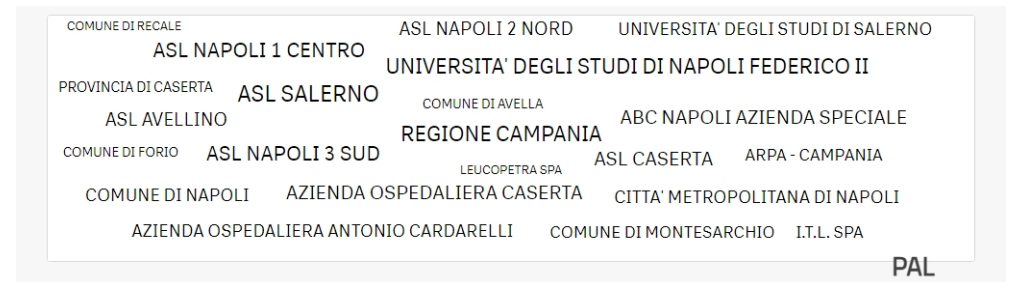 COMUNE DI RECALE
ASL NAPOLI 2 NORD
UNIVERSITA' DEGLI STUDI DI SALERNO
ASL NAPOLI 1 CENTRO
UNIVERSITA' DEGLI STUDI DI NAPOLI FEDERICO II
PROVINCIA DI CASERTA
ASL SALERNO
COMUNE DI AVELLA
ASL AVELLINO
ABC NAPOLI AZIENDA SPECIALE
REGIONE CAMPANIA
COMUNE DI FORIO
ASL NAPOLI 3 SUD
ASL CASERTA
ARPA - CAMPANIA
LEUCOPETRA SPA
COMUNE DI NAPOLI
AZIENDA OSPEDALIERA CASERTA
CITTA' METROPOLITANA DI NAPOLI
AZIENDA OSPEDALIERA ANTONIO CARDARELLI
COMUNE DI MONTESARCHIO
I.T.L. SPA
PAL